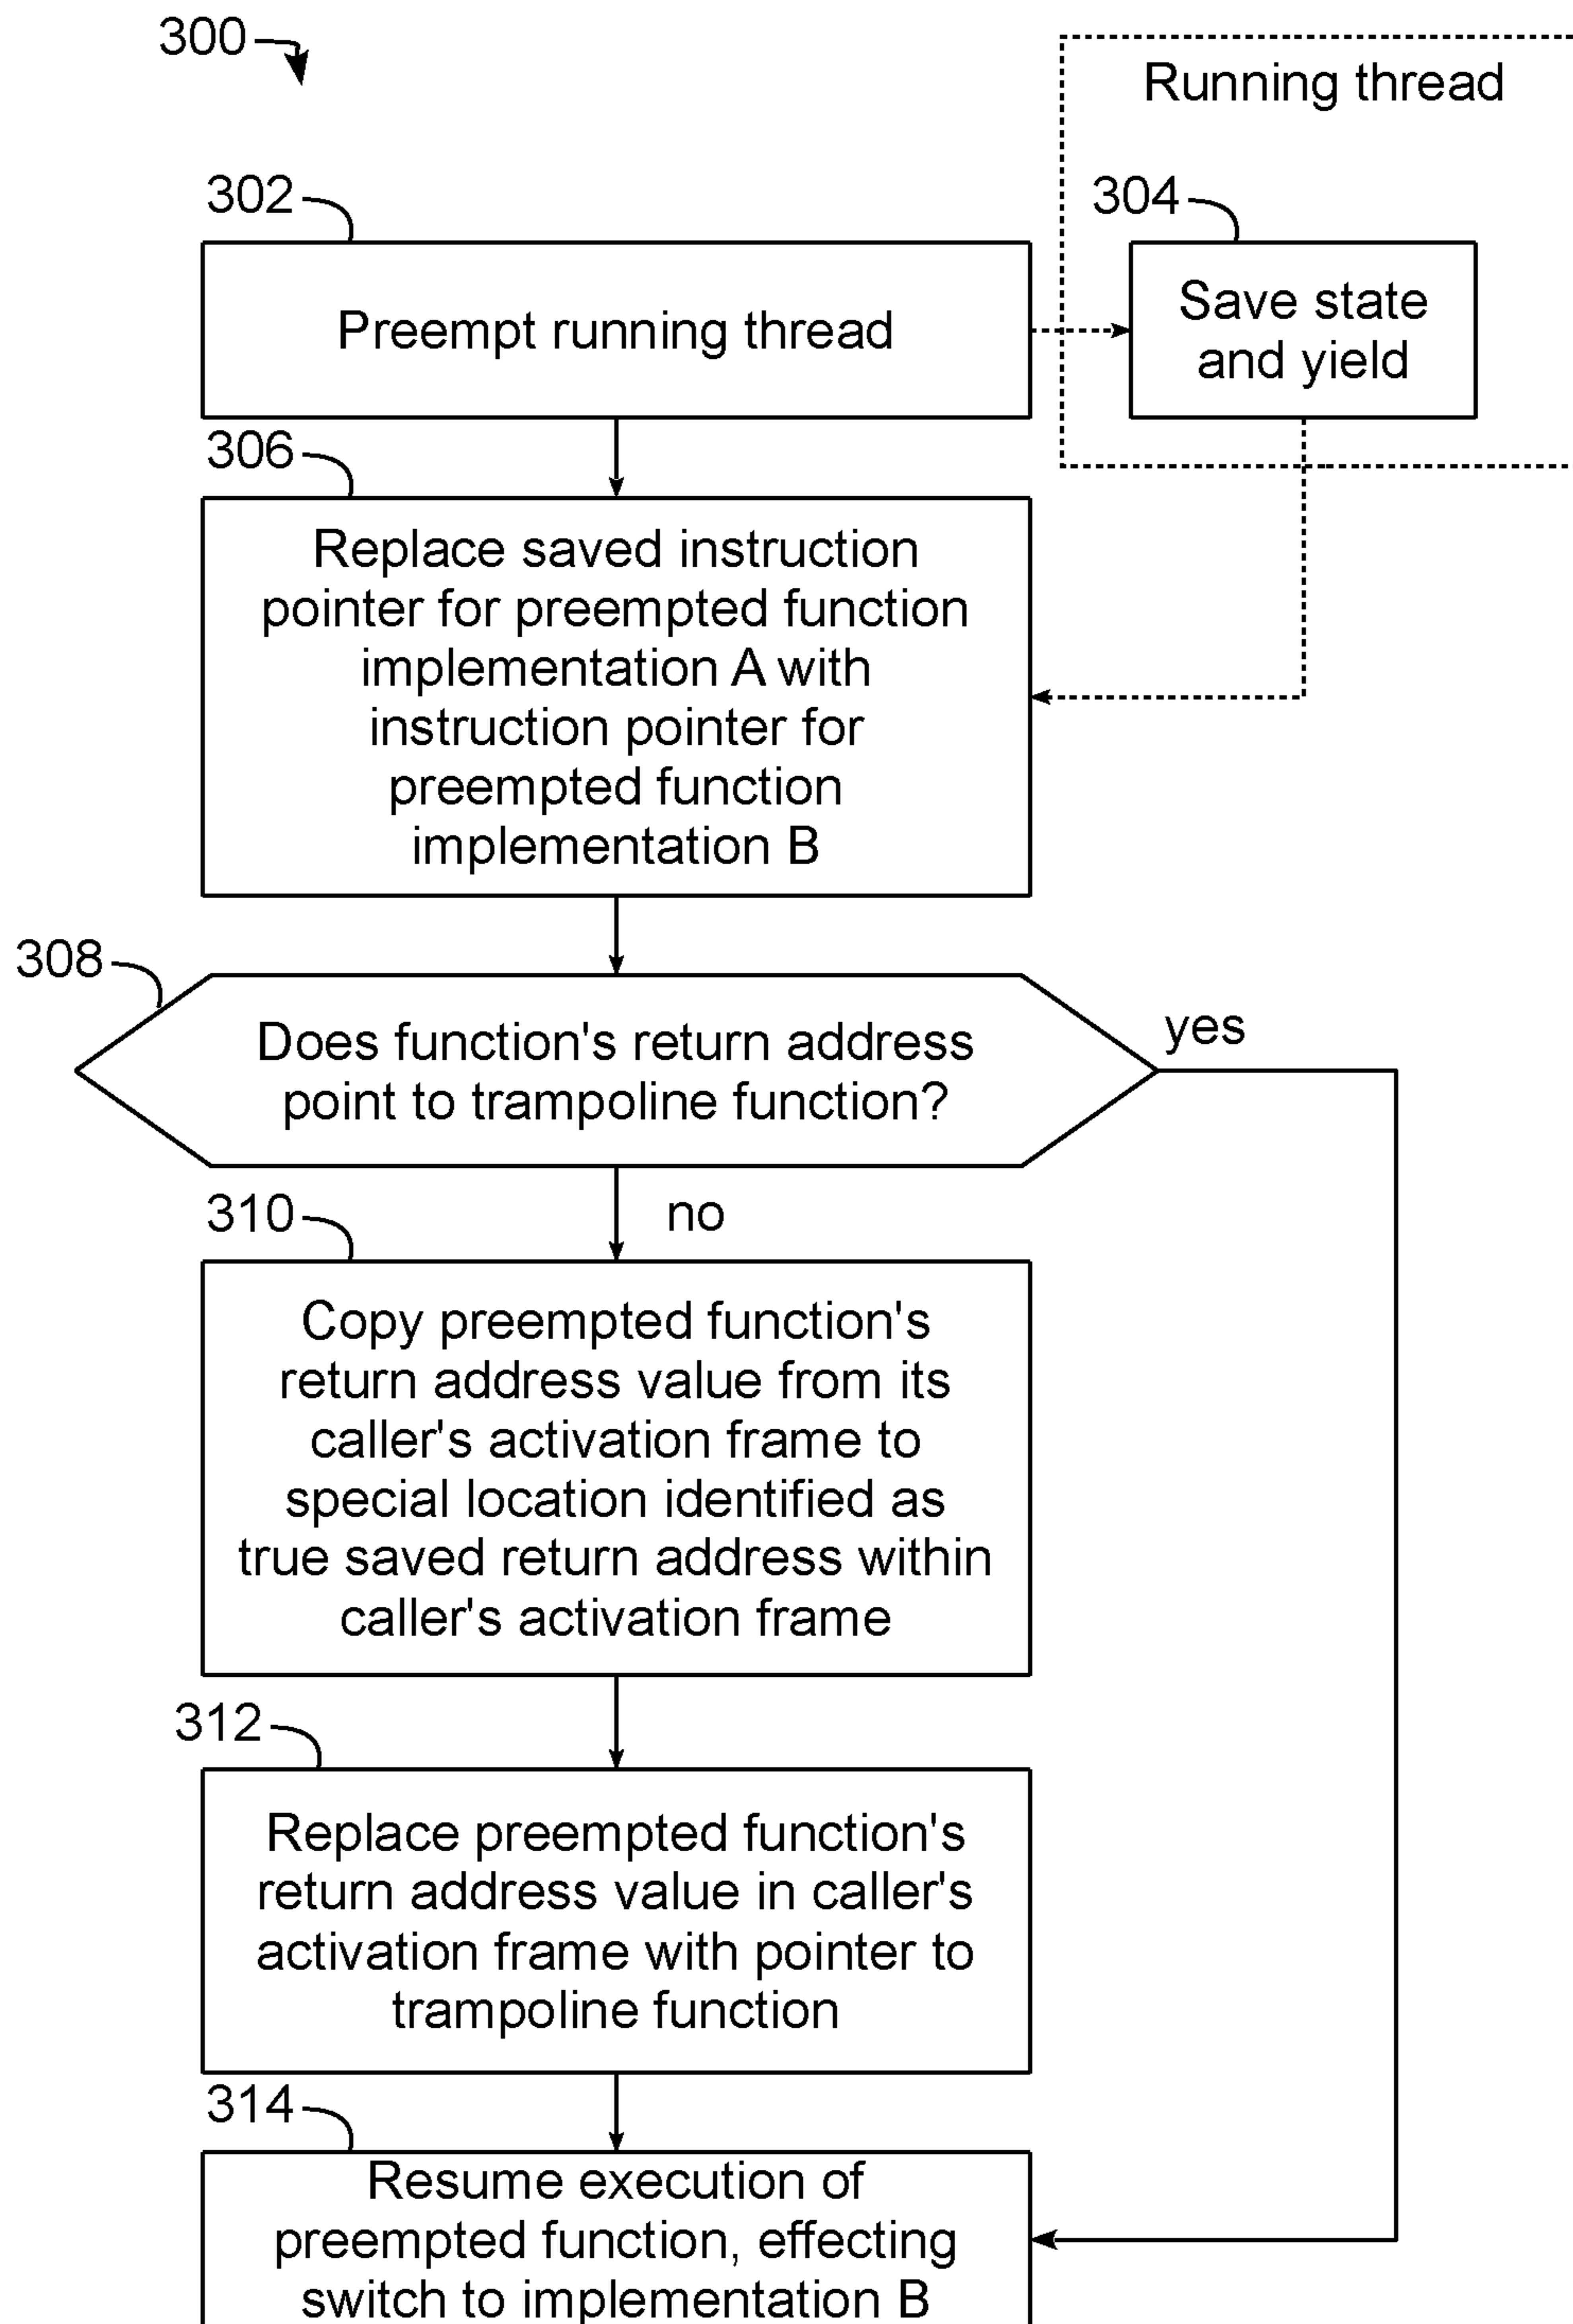 300
Running thread
302
304
Preempt running thread
Save state
and yield
306
Replace saved instruction
pointer for preempted function
implementation A with
instruction pointer for
preempted function
implementation B
308
Does function's return address
point to trampoline function?
yes
310
no
Copy preempted function's
return address value from its
caller's activation frame to
special location identified as
true saved return address within
caller's activation frame
312
Replace preempted function's
return address value in caller's
activation frame with pointer to
trampoline function
314
Resume execution of
preempted function, effecting
switch to implementation B